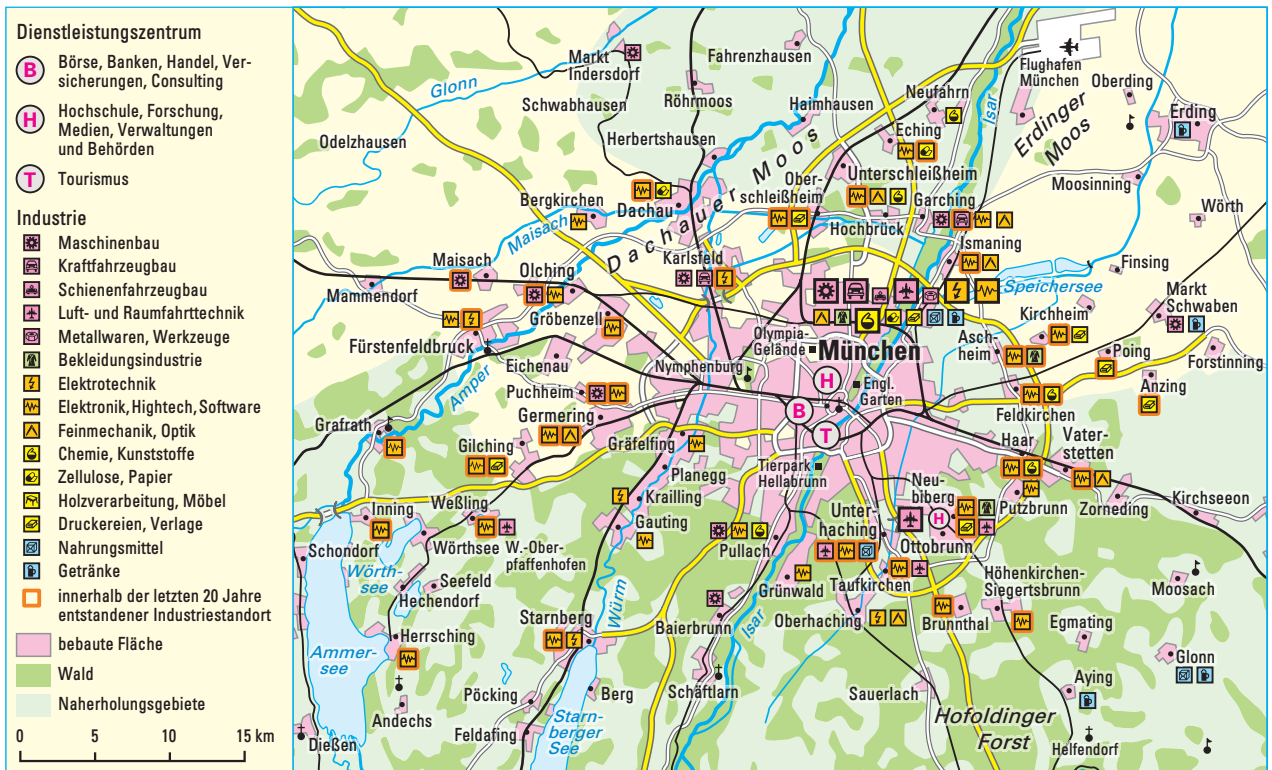 Dienstleistungszentrum
B Börse, Banken, Handel, Ver-
sicherungen, Consulting
H Hochschule, Forschung,
Medien, Verwaltungen
und Behörden
T Tourismus
Industrie
Maschinenbau
Kraftfahrzeugbau
Schienenfahrzeugbau
Luft- und Raumfahrttechnik
Metallwaren, Werkzeuge
Bekleidungsindustrie
Elektrotechnik
Elektronik, Hightech, Software
Feinmechanik, Optik
Chemie, Kunststoffe
Zellulose, Papier
Holzverarbeitung, Möbel
Druckereien, Verlage
Nahrungsmittel
Getränke
innerhalb der letzten 20 Jahre
entstandener Industriestandort
bebaute Fläche
Wald
Naherholungsgebiete
0 5 10 15 km
Markt
Indersdorf
Fahrenzhausen
Flughafen
München
Oberding
Glonn
Schwabhausen
Röhrmoos
Haimhausen
Neufahrn
Isar
Erdinger
Moos
Erding
Odelzhausen
Herbertshausen
Eching
Dachauer Moos
Ober-
schleißheim
Unterschleißheim
Moosinning
Bergkirchen
Dachau
Garching
Wörth
Maisach
Hochbrück
Ismaning
Maisach
Olching
Karlsfeld
Finsing
Mammendorf
Speichersee
Markt
Schwaben
Gröbenzell
Kirchheim
Fürstenfeldbruck
Olympia-
Gelände
München
Asch-
heim
Poing
Forstinning
Eichenau
Nymphenburg
H
Engl.
Garten
Anzing
Amper
Puchheim
B
T
Feldkirchen
Grafrath
Germering
Gilching
Gräfelfing
Haar
Vater-
stetten
Planegg
Tierpark
Hellabrunn
Neu-
biberg
Putzbrunn
Zorneding
Kirchseeon
Inning
Weßling
Krailling
Unter-
haching
H
Ottobrunn
Schondorf
Wörthsee
W.-Ober-
pfaffenhofen
Gauting
Pullach
Wörth-
see
Seefeld
Hechendorf
Würm
Grünwald
Taufkirchen
Höhenkirchen-
Siegertsbrunn
Moosach
Starnberg
Baierbrunn
Isar
Oberhaching
Brunnthal
Egmating
Herrsching
Ammer-
see
Glonn
Andechs
Pöcking
Berg
Schäftlarn
Sauerlach
Aying
Dießen
Feldafing
Starn-
berger
See
Hofoldinger
Forst
Helfendorf